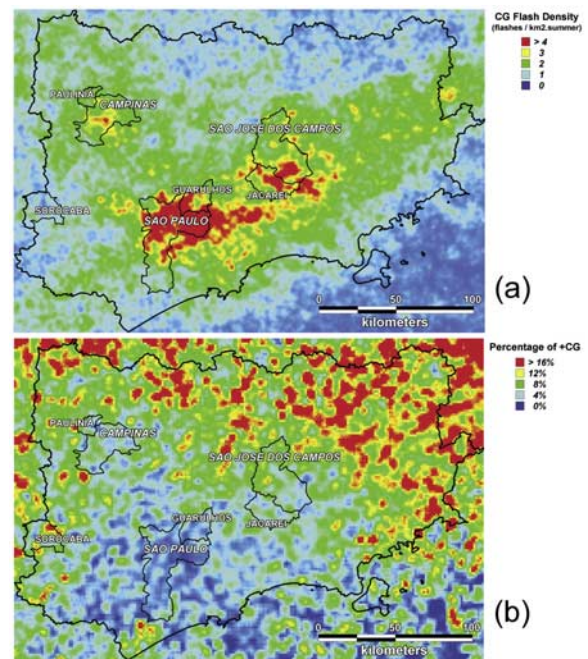 CG Flash Density
(flashes / km2.summer)
> 4
3
2
1
0
PAULINIA
CAMPINAS
SAO JOSE DOS CAMPOS
GUARULHOS
JACAREI
SOROCABA
SAO PAULO
0 50 100
kilometers
(a)
Percentage of +CG
> 16%
12%
8%
4%
0%
PAULINIA
CAMPINAS
SAO JOSE DOS CAMPOS
GUARULHOS
JACAREI
SOROCABA
SAO PAULO
0 50 100
kilometers
(b)